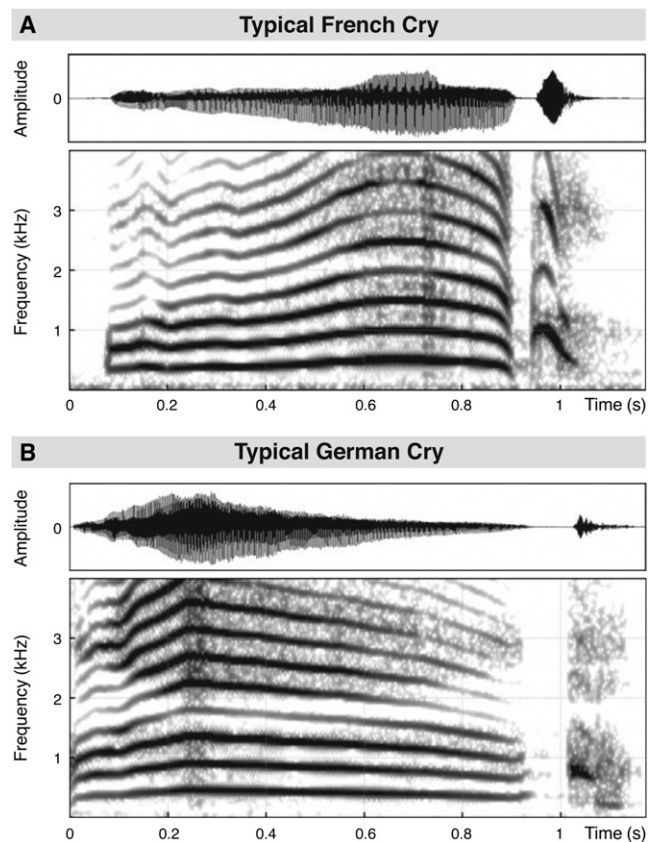 A Typical French Cry
Amplitude
0
Frequency (kHz)
3
2
1
0 0.2 0.4 0.6 0.8 1 Time (s)
B Typical German Cry
Amplitude
0
Frequency (kHz)
3
2
1
0 0.2 0.4 0.6 0.8 1 Time (s)